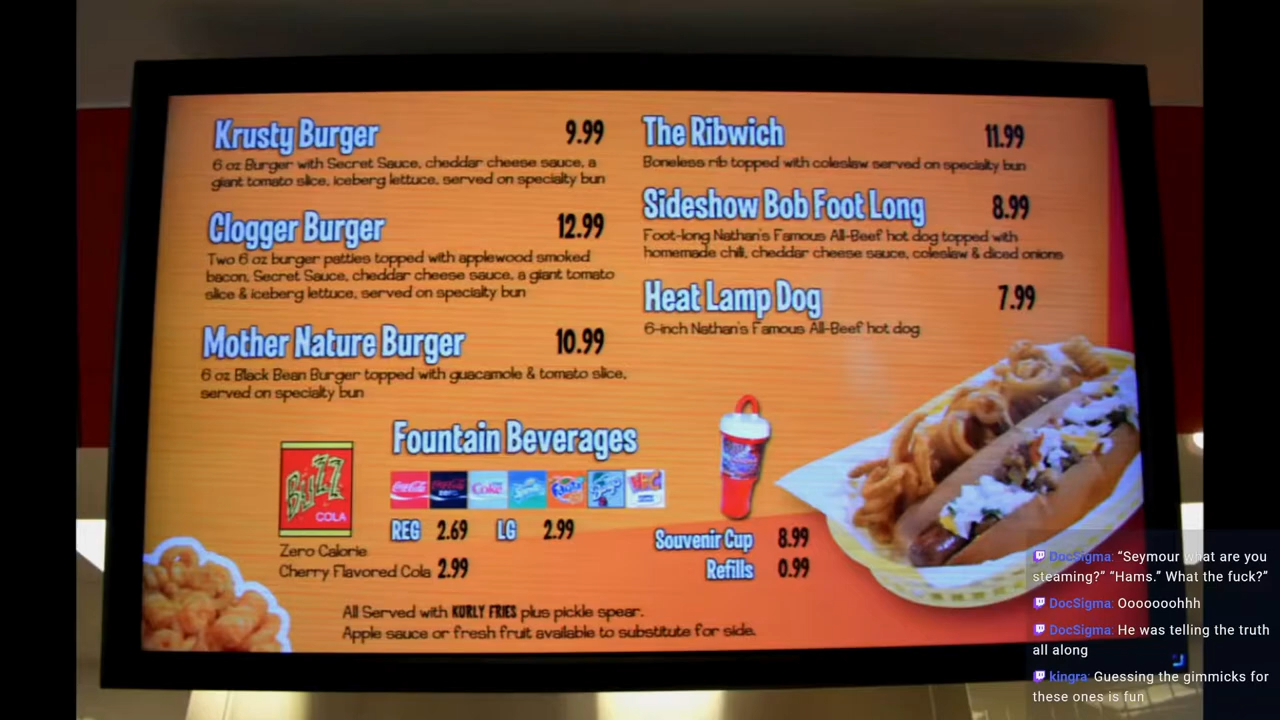 Krusty Burger 9.99
6 oz Burger with Secret Sauce, cheddar cheese sauce, a
giant tomato slice, iceberg lettuce, served on specialty bun
Clogger Burger 12.99
Two 6 oz burger patties topped with applewood smoked
bacon, Secret Sauce, cheddar cheese sauce, a giant tomato
slice & iceberg lettuce, served on specialty bun
Mother Nature Burger 10.99
6 oz Black Bean Burger topped with guacamole & tomato slice,
served on specialty bun
The Ribwich 11.99
Boneless rib topped with coleslaw served on specialty bun
Sideshow Bob Foot Long 8.99
Foot-long Nathan's Famous All-Beef hot dog topped with
homemade chili, cheddar cheese sauce, coleslaw & diced onions
Heat Lamp Dog 7.99
6-inch Nathan's Famous All-Beef hot dog
Fountain Beverages
BUZZ
COLA
Coca-Cola Coca-Cola Coke Sprite Fanta
REG 2.69 LG 2.99
Zero Calorie
Cherry Flavored Cola 2.99
Souvenir Cup 8.99
Refills 0.99
All Served with KURLY FRIES plus pickle spear.
Apple sauce or fresh fruit available to substitute for side.
DocSigma: “Seymour what are you
steaming?” “Hams.” What the fuck?”
DocSigma: Ooooooohhh
DocSigma: He was telling the truth
all along
kingra: Guessing the gimmicks for
these ones is fun